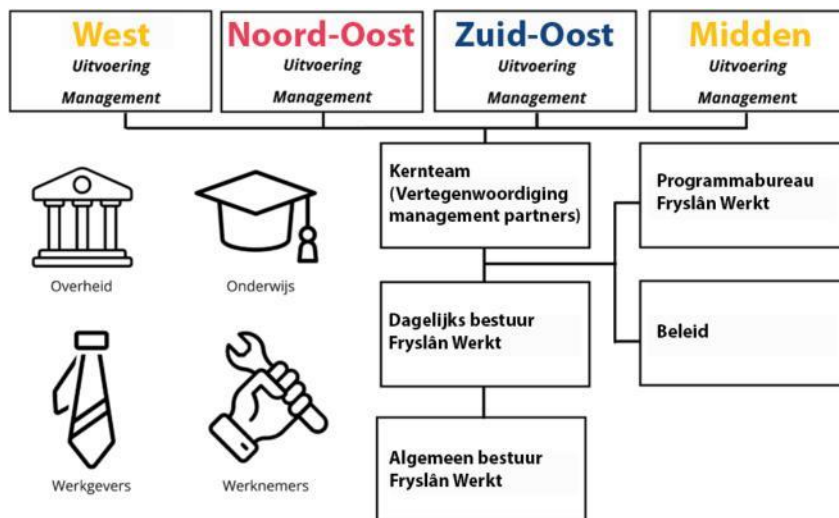 West
Uitvoering
Management
Noord-Oost
Uitvoering
Management
Zuid-Oost
Uitvoering
Management
Midden
Uitvoering
Management
Overheid
Onderwijs
Werkgevers
Werknemers
Kernteam
(Vertegenwoordiging
management partners)
Programmabureau
Fryslân Werkt
Dagelijks bestuur
Fryslân Werkt
Beleid
Algemeen bestuur
Fryslân Werkt